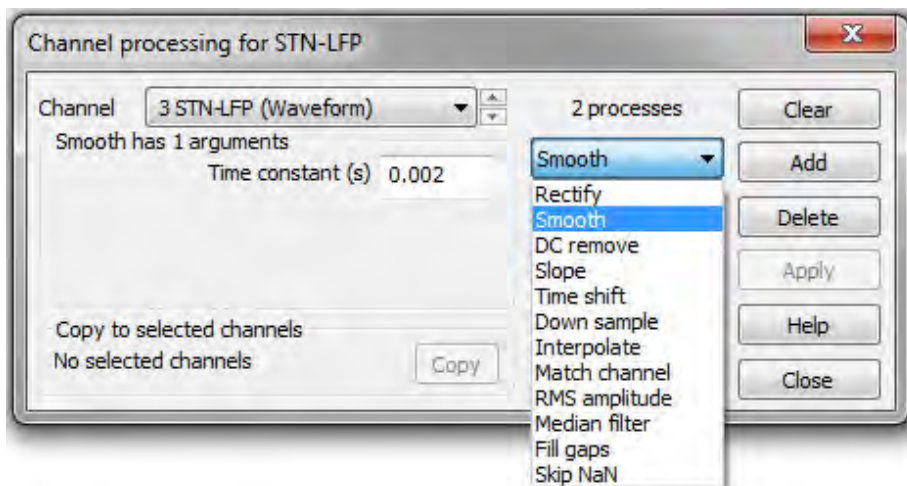 Channel processing for STN-LFP
Channel
3 STN-LFP (Waveform)
2 processes
Clear
Smooth has 1 arguments
Time constant (s)
0.002
Smooth
Add
Rectify
Smooth
DC remove
Slope
Time shift
Down sample
Interpolate
Match channel
RMS amplitude
Median filter
Fill gaps
Skip NaN
Delete
Apply
Help
Close
Copy to selected channels
No selected channels
Copy